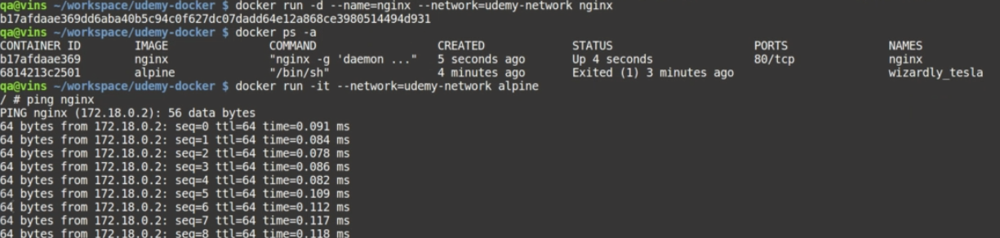 qa@vins ~/workspace/udemy-docker $ docker run -d --name=nginx --network=udemy-network nginx
b17afdaae369dd6aba40b5c94c0f627dc07dadd64e12a868ce3980514494d931
qa@vins ~/workspace/udemy-docker $ docker ps -a
CONTAINER ID IMAGE COMMAND CREATED STATUS PORTS NAMES
b17afdaae369 nginx "nginx -g 'daemon ..." 5 seconds ago Up 4 seconds 80/tcp nginx
6814213c2501 alpine "/bin/sh" 4 minutes ago Exited (1) 3 minutes ago wizardly_tesla
qa@vins ~/workspace/udemy-docker $ docker run -it --network=udemy-network alpine
/ # ping nginx
PING nginx (172.18.0.2): 56 data bytes
64 bytes from 172.18.0.2: seq=0 ttl=64 time=0.091 ms
64 bytes from 172.18.0.2: seq=1 ttl=64 time=0.084 ms
64 bytes from 172.18.0.2: seq=2 ttl=64 time=0.078 ms
64 bytes from 172.18.0.2: seq=3 ttl=64 time=0.086 ms
64 bytes from 172.18.0.2: seq=4 ttl=64 time=0.082 ms
64 bytes from 172.18.0.2: seq=5 ttl=64 time=0.109 ms
64 bytes from 172.18.0.2: seq=6 ttl=64 time=0.112 ms
64 bytes from 172.18.0.2: seq=7 ttl=64 time=0.117 ms
64 bytes from 172.18.0.2: seq=8 ttl=64 time=0.118 ms